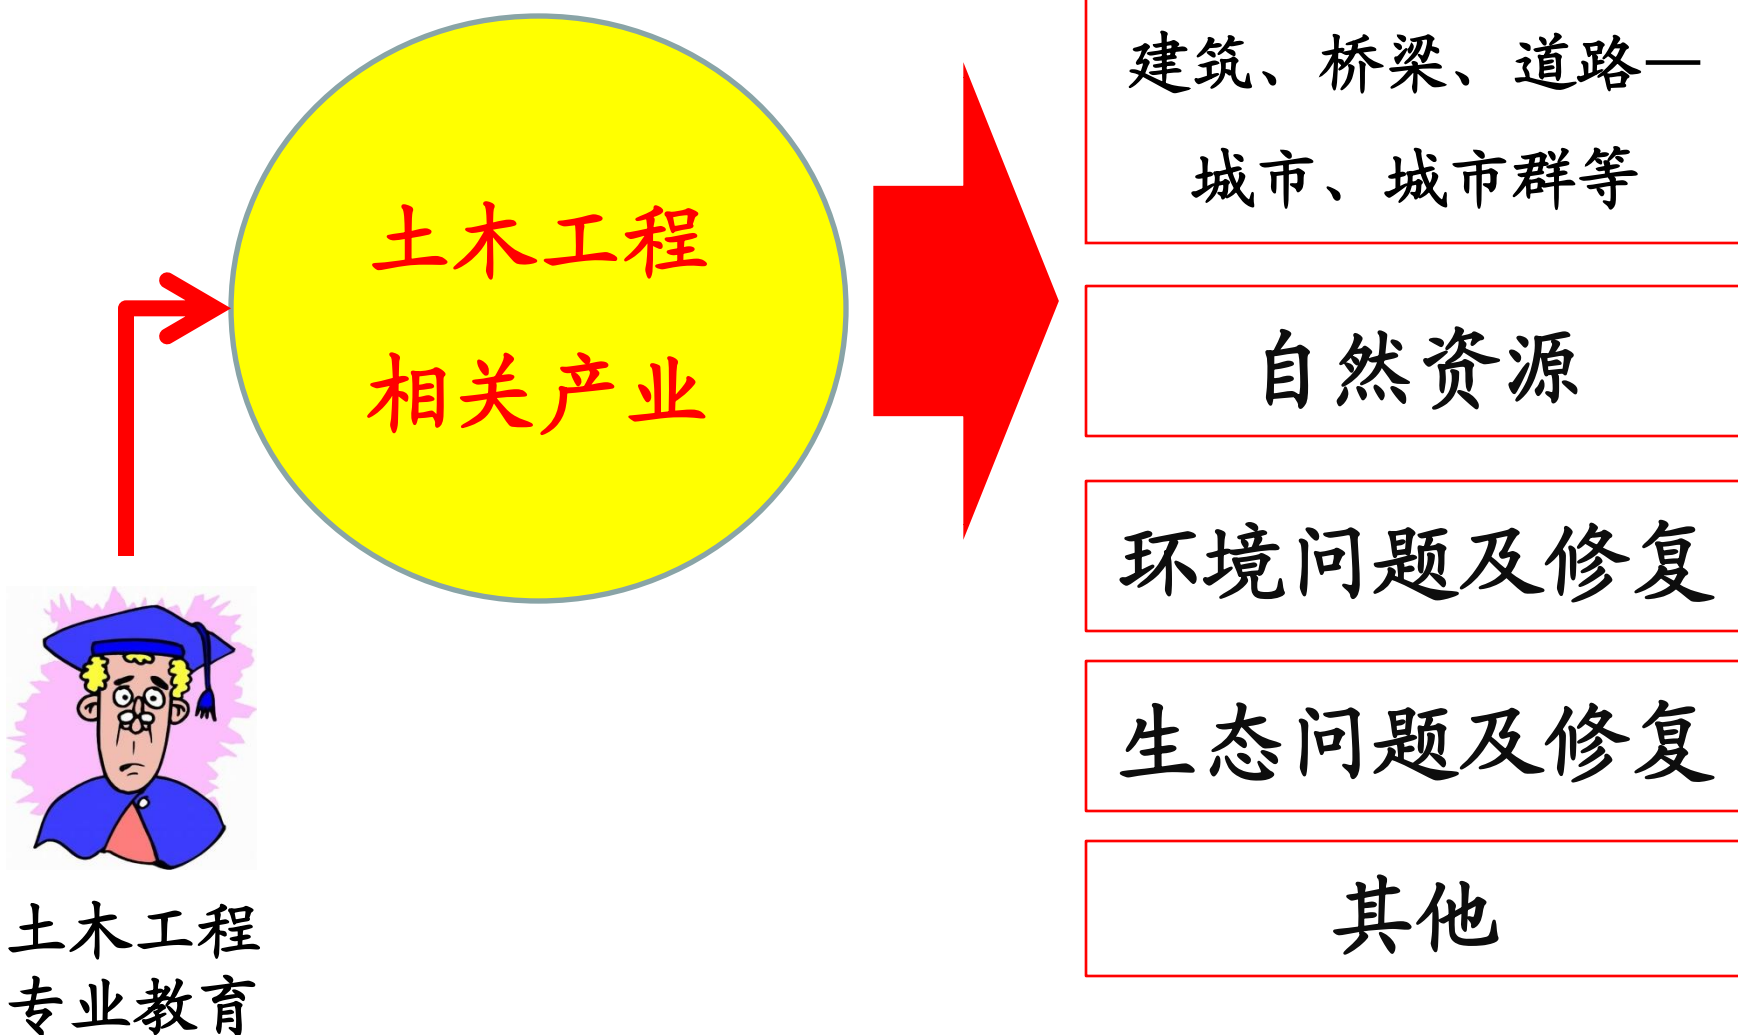 土木工程
相关产业
建筑、桥梁、道路—
城市、城市群等
自然资源
环境问题及修复
生态问题及修复
其他
土木工程
专业教育